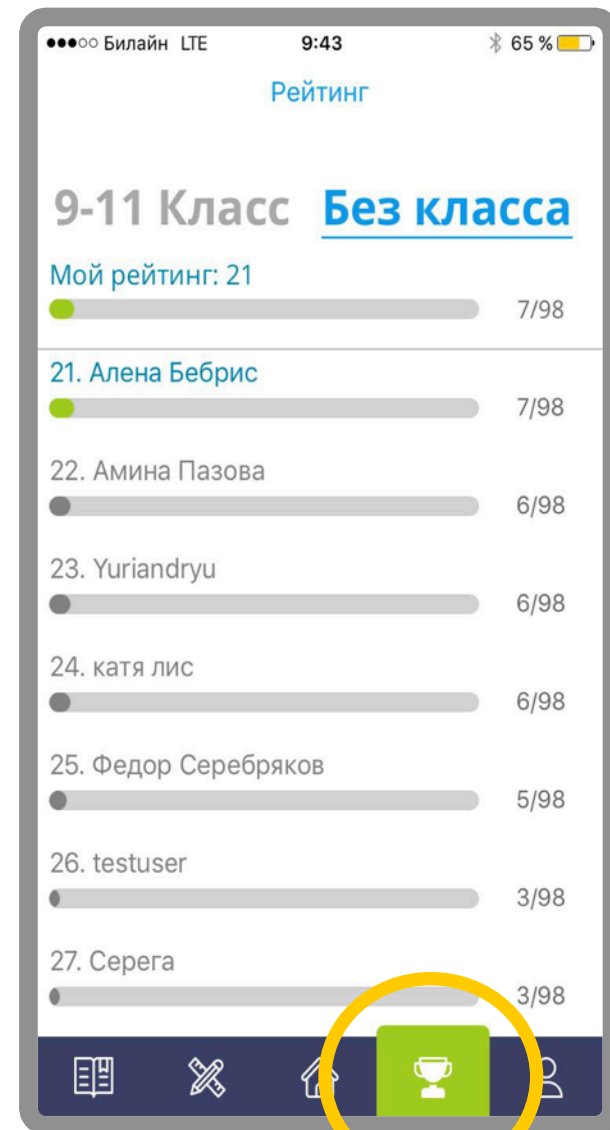 Билайн LTE 9:43 65 %
Рейтинг
9-11 Класс Без класса
Мой рейтинг: 21
7/98
21. Алена Бебрис
7/98
22. Амина Пазова
6/98
23. Yuriandryu
6/98
24. катя лис
6/98
25. Федор Серебряков
5/98
26. testuser
3/98
27. Серега
3/98